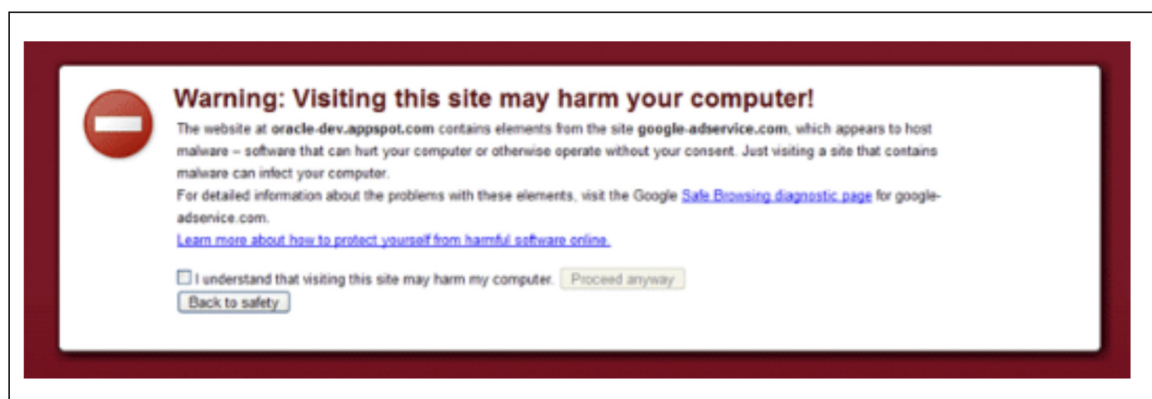 Warning: Visiting this site may harm your computer!
The website at oracle-dev.appspot.com contains elements from the site google-adservice.com, which appears to host
malware – software that can hurt your computer or otherwise operate without your consent. Just visiting a site that contains
malware can infect your computer.
For detailed information about the problems with these elements, visit the Google Safe Browsing diagnostic page for google-
adservice.com.
Learn more about how to protect yourself from harmful software online.
I understand that visiting this site may harm my computer. Proceed anyway
Back to safety